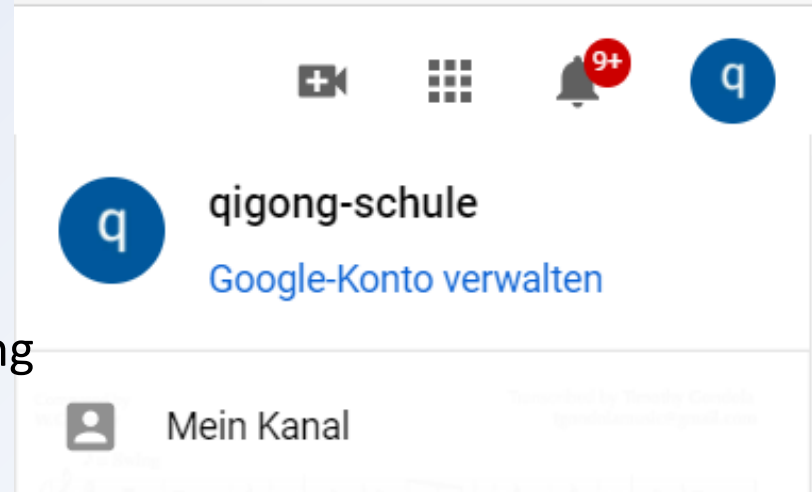 9+
q
q
qigong-schule
Google-Konto verwalten
ng
Mein Kanal